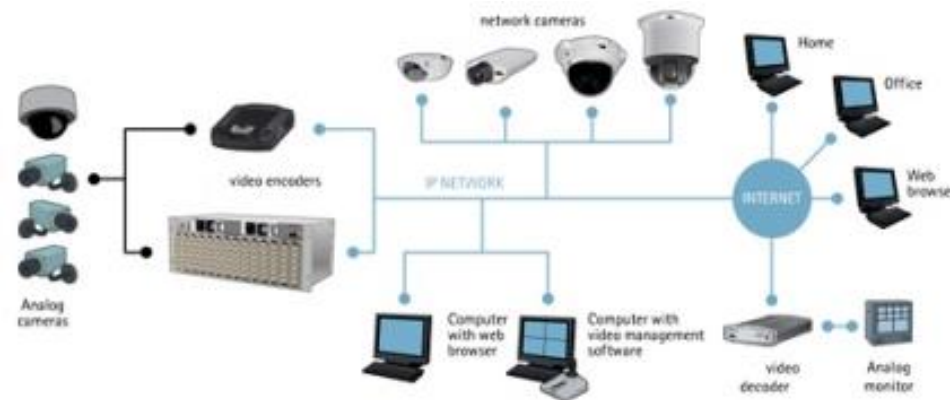 network cameras
Home
Office
video encoders
IP NETWORK
INTERNET
Web
browser
Analog
cameras
Computer
with web
browser
Computer with
video management
software
video
decoder
Analog
monitor